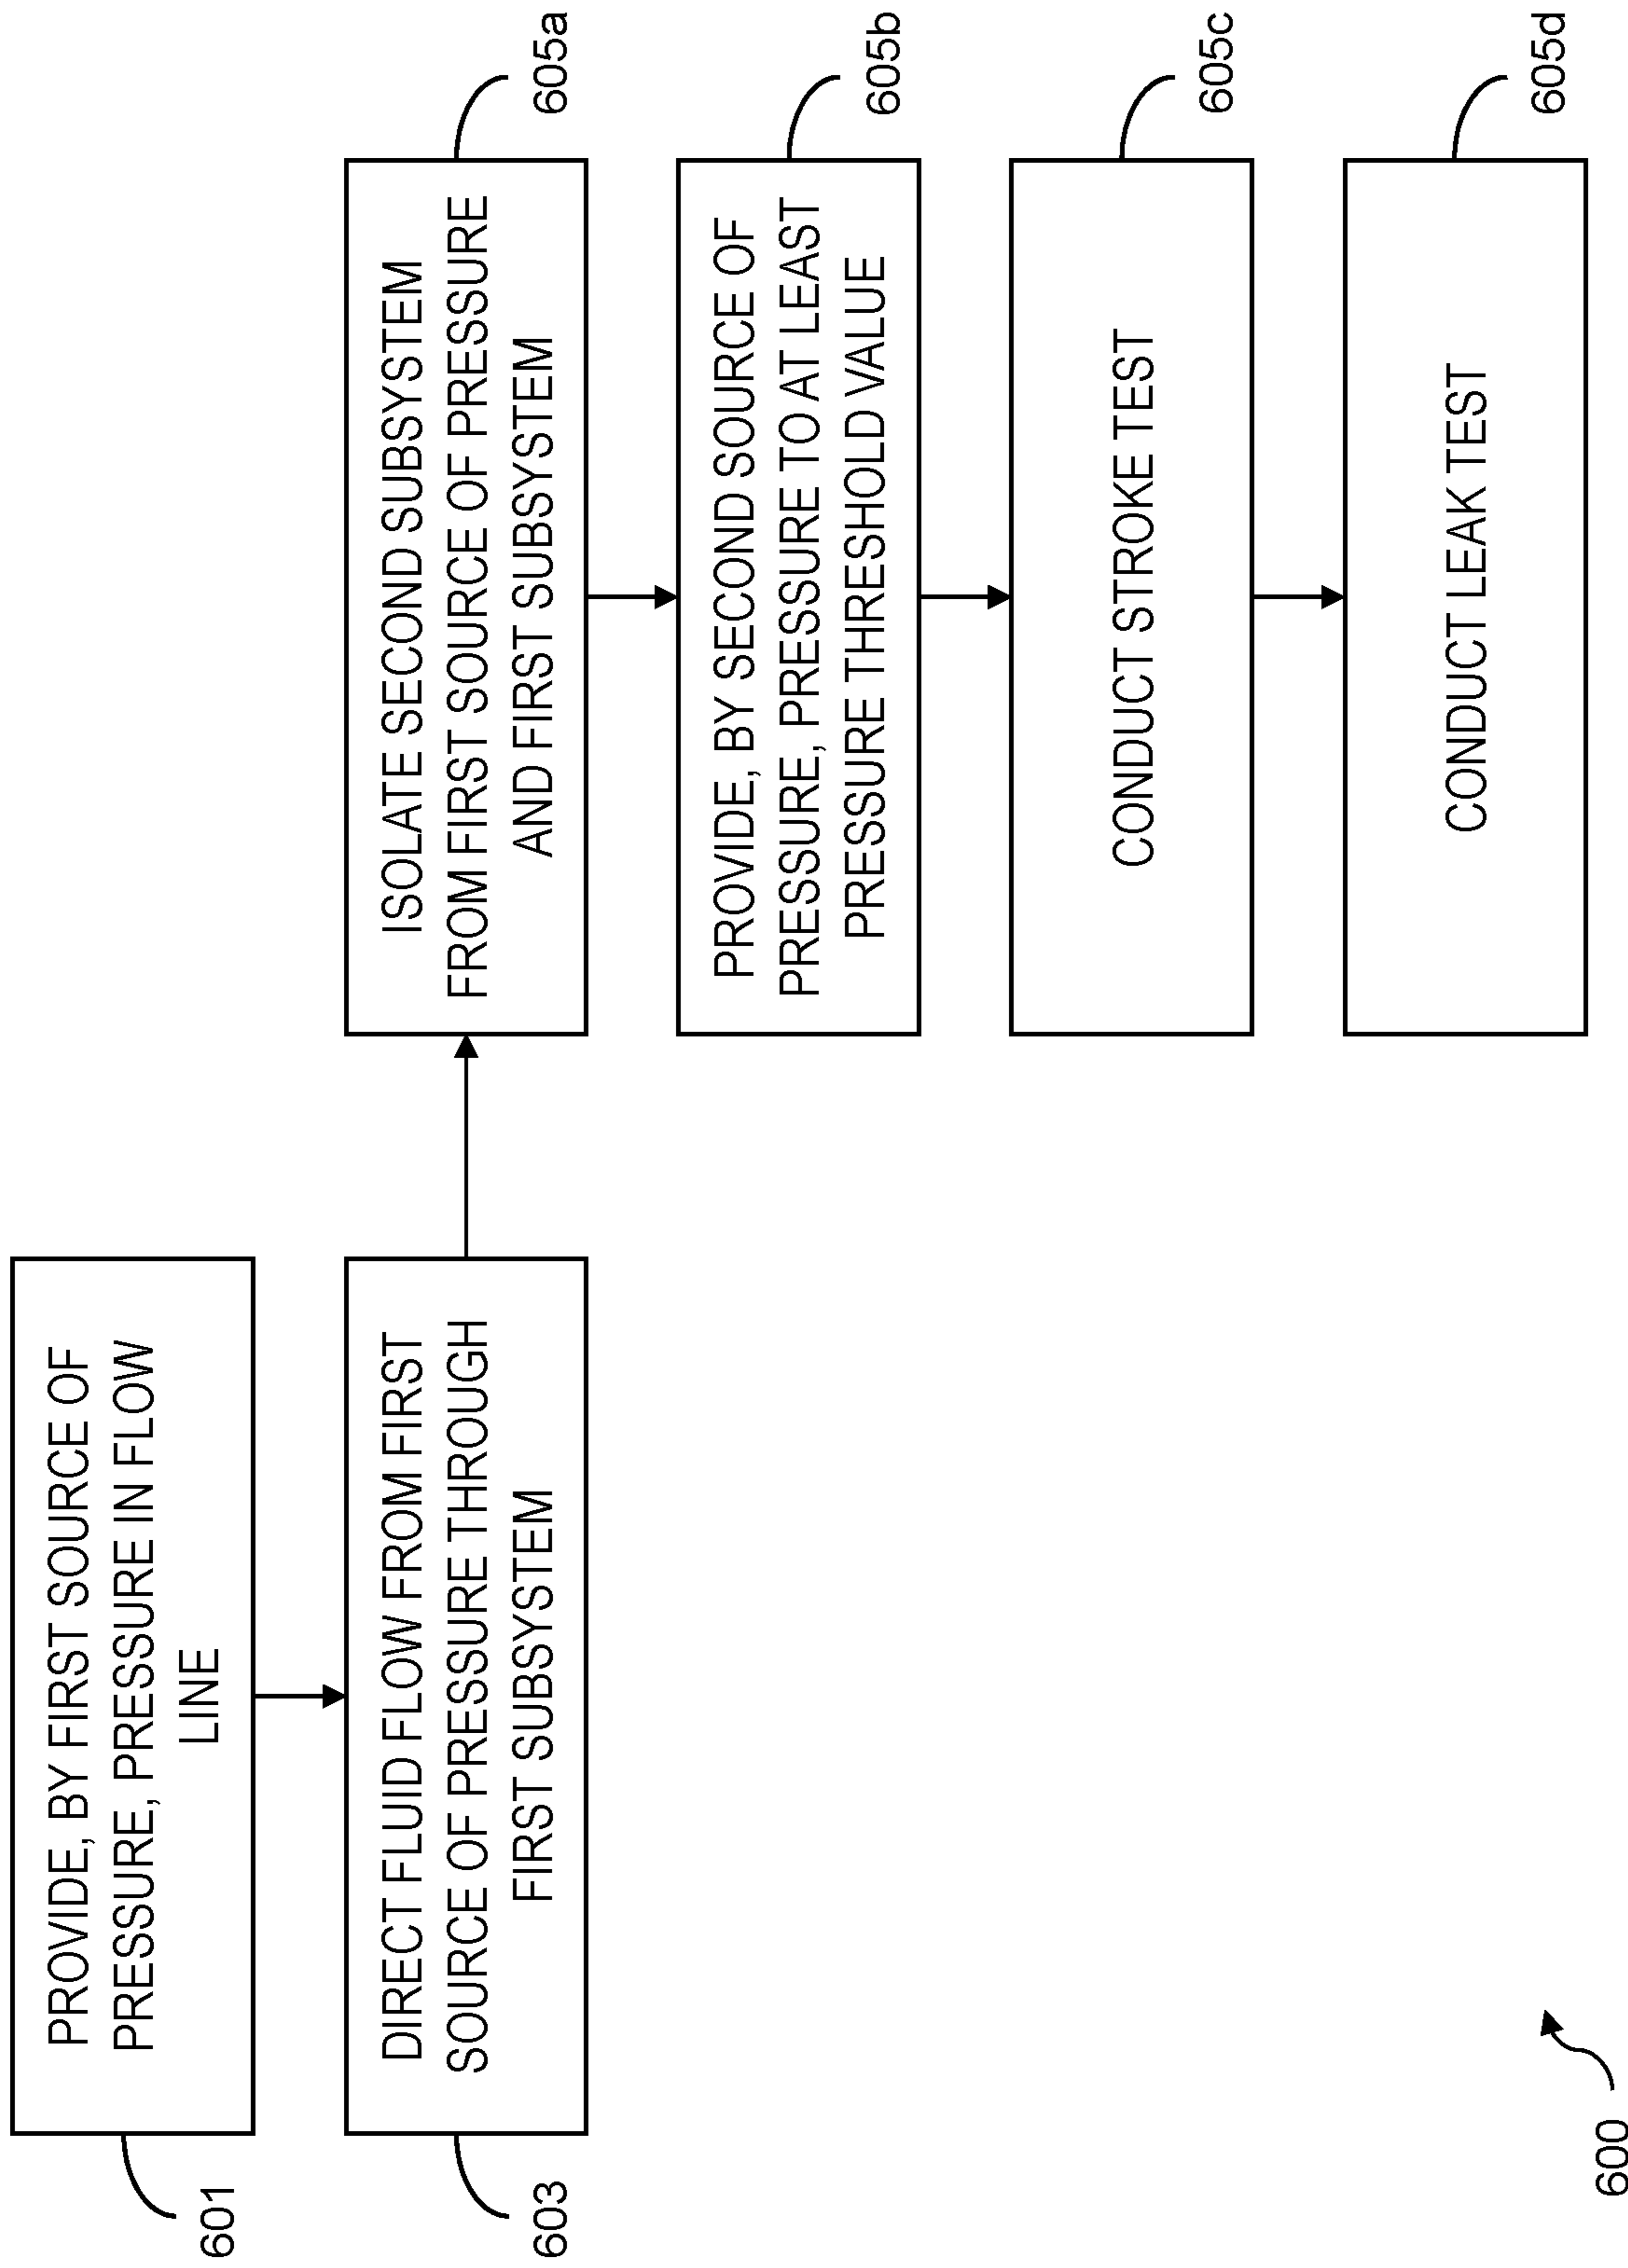 601
PROVIDE, BY FIRST SOURCE OF
PRESSURE, PRESSURE IN FLOW
LINE
603
DIRECT FLUID FLOW FROM FIRST
SOURCE OF PRESSURE THROUGH
FIRST SUBSYSTEM
ISOLATE SECOND SUBSYSTEM
FROM FIRST SOURCE OF PRESSURE
AND FIRST SUBSYSTEM
605a
PROVIDE, BY SECOND SOURCE OF
PRESSURE, PRESSURE TO AT LEAST
PRESSURE THRESHOLD VALUE
605b
CONDUCT STROKE TEST
605c
CONDUCT LEAK TEST
605d
600